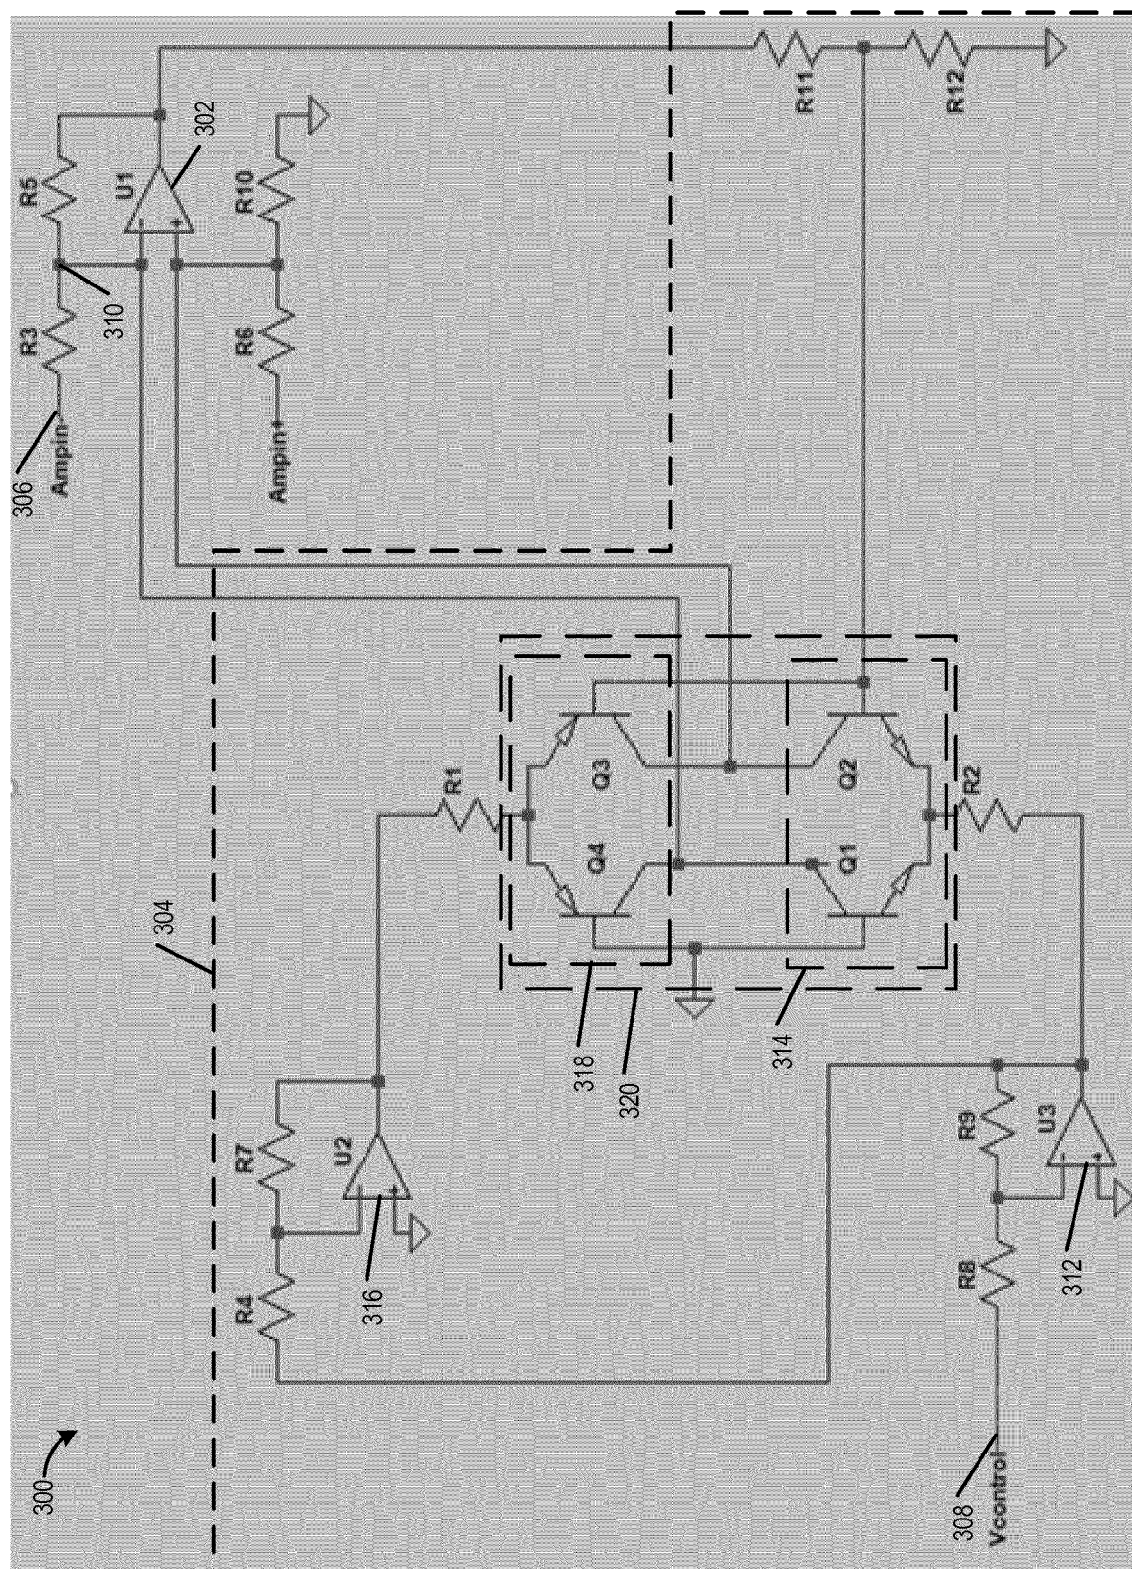 300
304
306
Ampin-
R3
310
R5
U1
302
R6
R10
Ampin+
R11
R12
R4
R7
U2
316
R1
Q4
Q3
318
320
314
Q1
Q2
R2
308
Vcontrol
R8
R9
U3
312